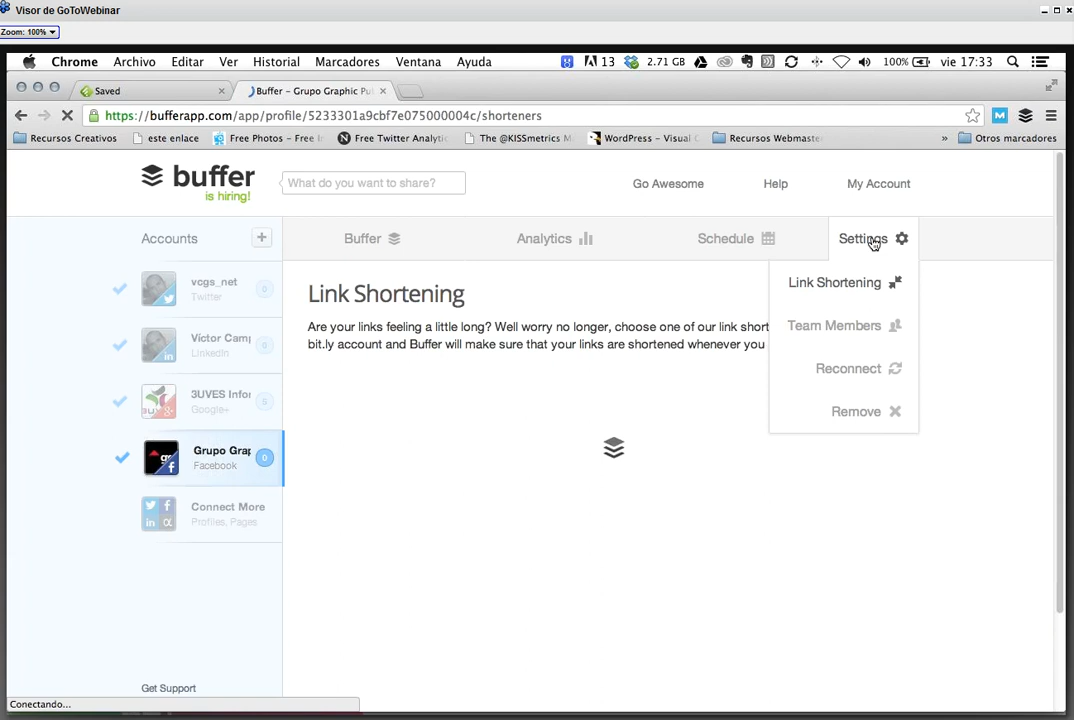 Visor de GoToWebinar
Zoom: 100%
Chrome Archivo Editar Ver Historial Marcadores Ventana Ayuda 13 2.71 GB 100% vie 17:33
Saved
Buffer – Grupo Graphic Pu
https://bufferapp.com/app/profile/5233301a9cbf7e075000004c/shorteners
Recursos Creativos este enlace Free Photos – Free Free Twitter Analytic The @KISSmetrics M WordPress – Visual Recursos Webmaste » Otros marcadores
buffer
is hiring!
What do you want to share?
Go Awesome Help My Account
Accounts +
Buffer Analytics Schedule Settings
vcgs_net
Twitter
0
Víctor Camp
LinkedIn
0
3UVES Infor
Google+
Grupo Grap
Facebook
0
Connect More
Profiles, Pages
Link Shortening
Are your links feeling a little long? Well worry no longer, choose one of our link short
bit.ly account and Buffer will make sure that your links are shortened whenever you
Link Shortening
Team Members
Reconnect
Remove
Get Support
Conectando...